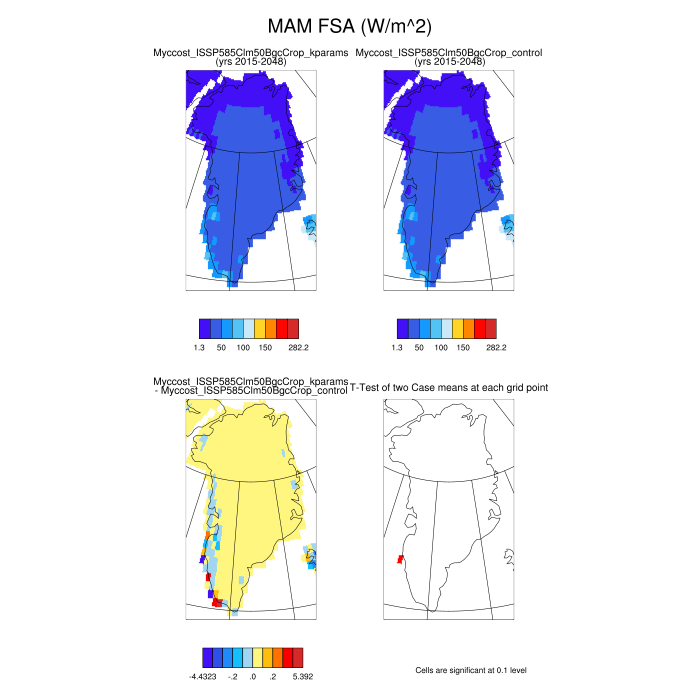 MAM FSA (W/m^2)
Myccost_ISSP585Clm50BgcCrop_kparams
(yrs 2015-2048)
Myccost_ISSP585Clm50BgcCrop_control
(yrs 2015-2048)
1.3 50 100 150 282.2
1.3 50 100 150 282.2
Myccost_ISSP585Clm50BgcCrop_kparams
- Myccost_ISSP585Clm50BgcCrop_control
T-Test of two Case means at each grid point
-4.4323 -.2 .0 .2 5.392
Cells are significant at 0.1 level